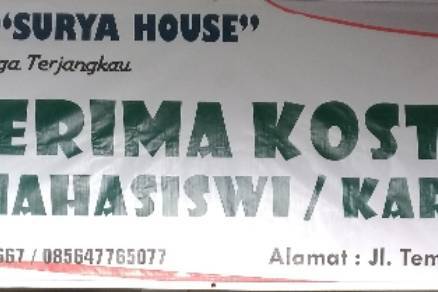 "SURYA HOUSE"
ga Terjangkau
ERIMA KOST
MAHASISWI / KAR
667 / 085647765077 Alamat : Jl. Tem